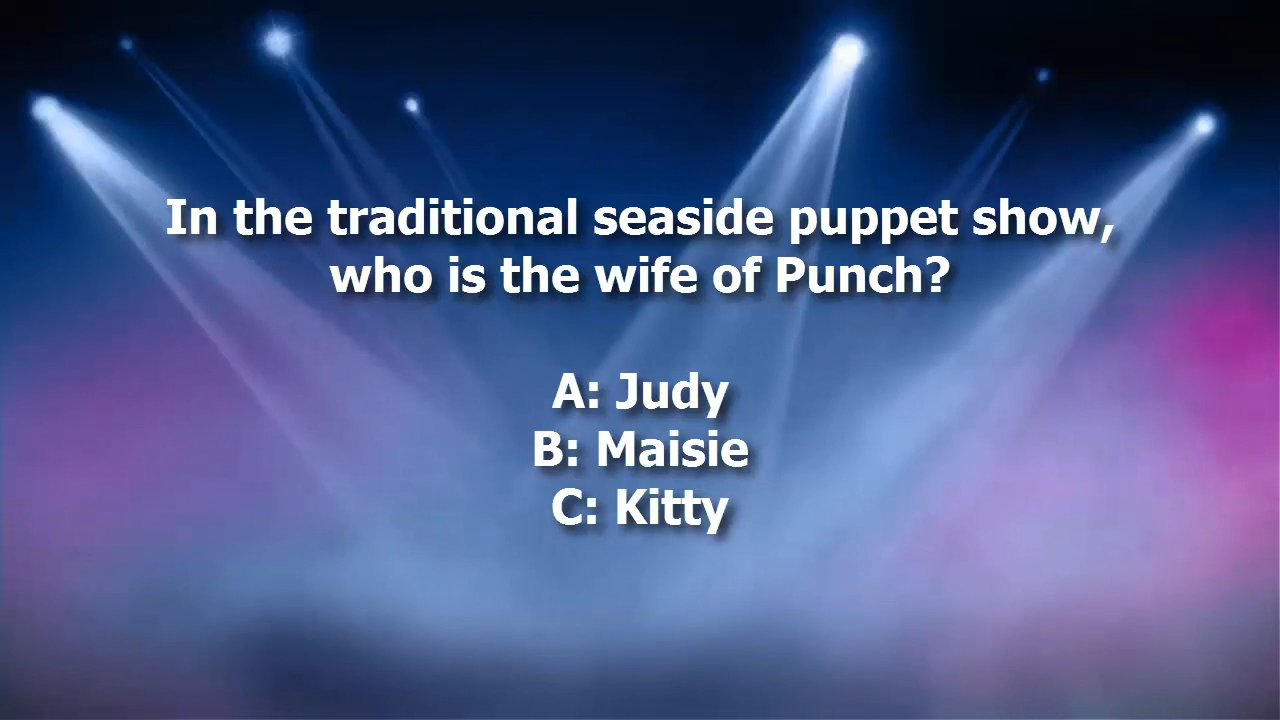 In the traditional seaside puppet show,
who is the wife of Punch?
A: Judy
B: Maisie
C: Kitty